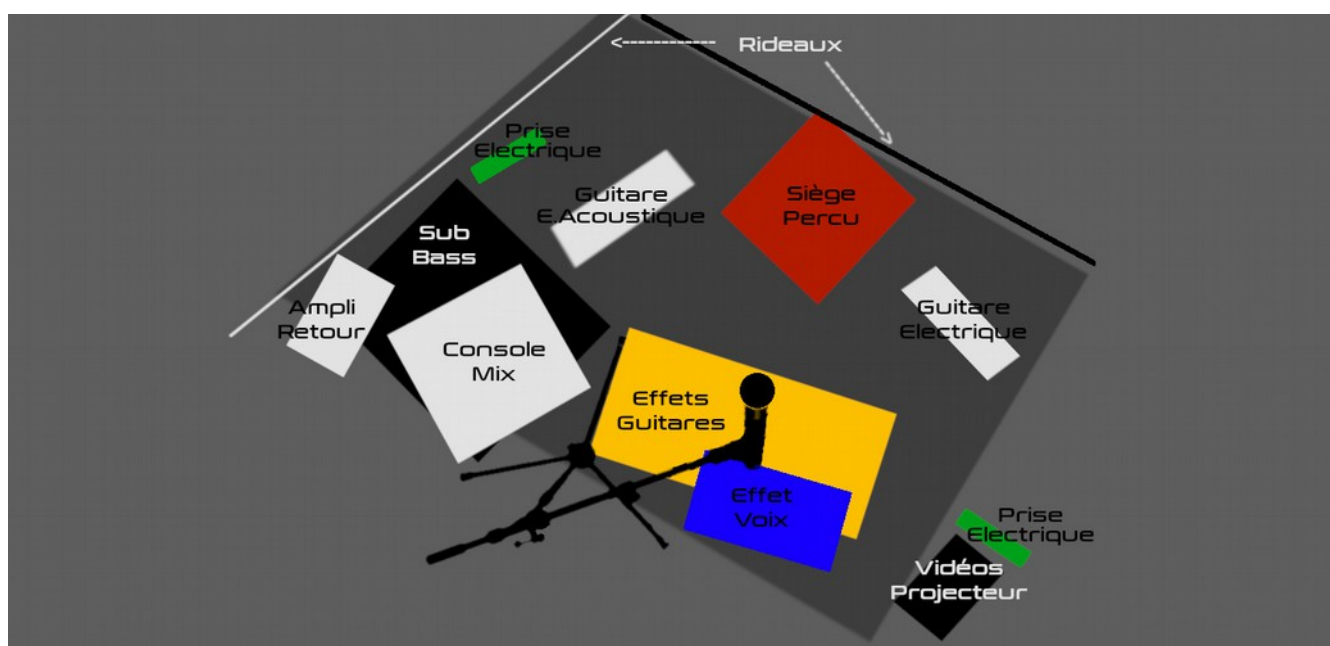 Rideaux
Prise
Electrique
Guitare
E.Acoustique
Siège
Percu
Sub
Bass
Ampli
Retour
Guitare
Electrique
Console
Mix
Effets
Guitares
Effet
Voix
Prise
Electrique
Vidéos
Projecteur